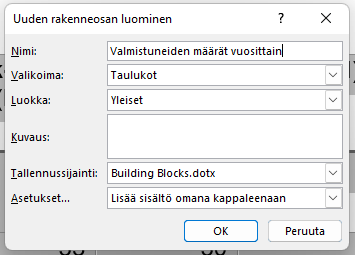 Uuden rakenneosan luominen
Nimi: Valmistuneiden määrät vuosittain
Valikoima: Taulukot
Luokka: Yleiset
Kuvaus:
Tallennussijainti: Building Blocks.dotx
Asetukset... Lisää sisältö omana kappaleenaan
OK Peruuta